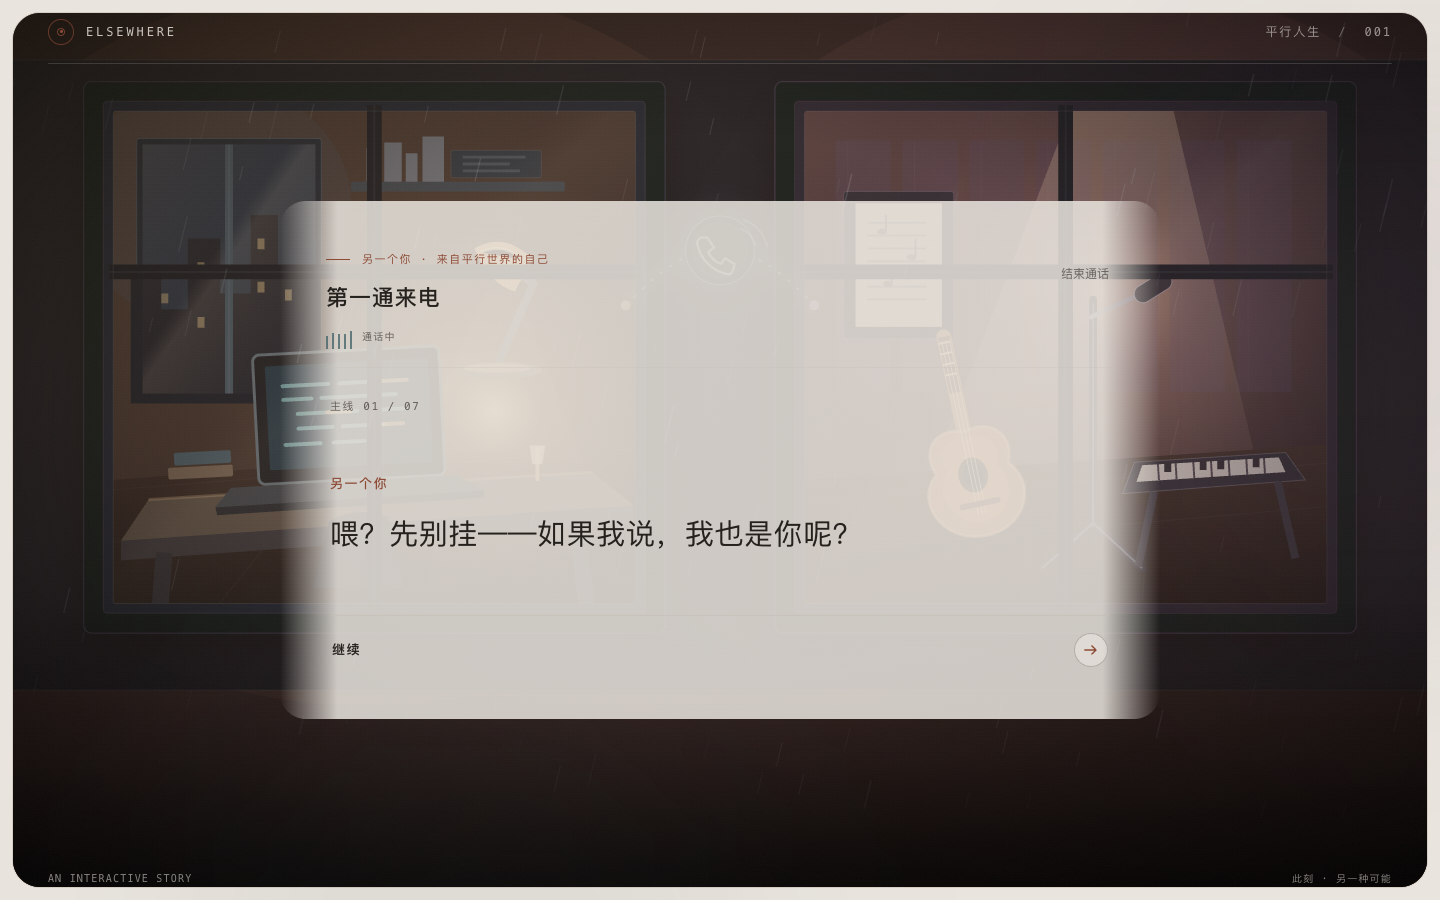 ELSEWHERE
平行人生 / 001
另一个你 · 来自平行世界的自己
第一通来电
结束通话
通话中
主线 01 / 07
另一个你
喂？先别挂——如果我说，我也是你呢？
继续
AN INTERACTIVE STORY
此刻 · 另一种可能